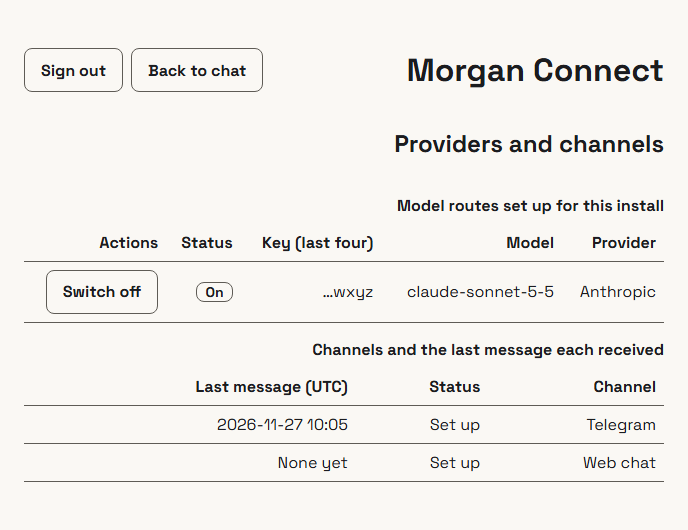 Morgan Connect
Back to chat
Sign out
Providers and channels
Model routes set up for this install
Provider Model Key (last four) Status Actions
Anthropic claude-sonnet-5-5 ...wxyz On Switch off
Channels and the last message each received
Channel Status Last message (UTC)
Telegram Set up 2026-11-27 10:05
Web chat Set up None yet